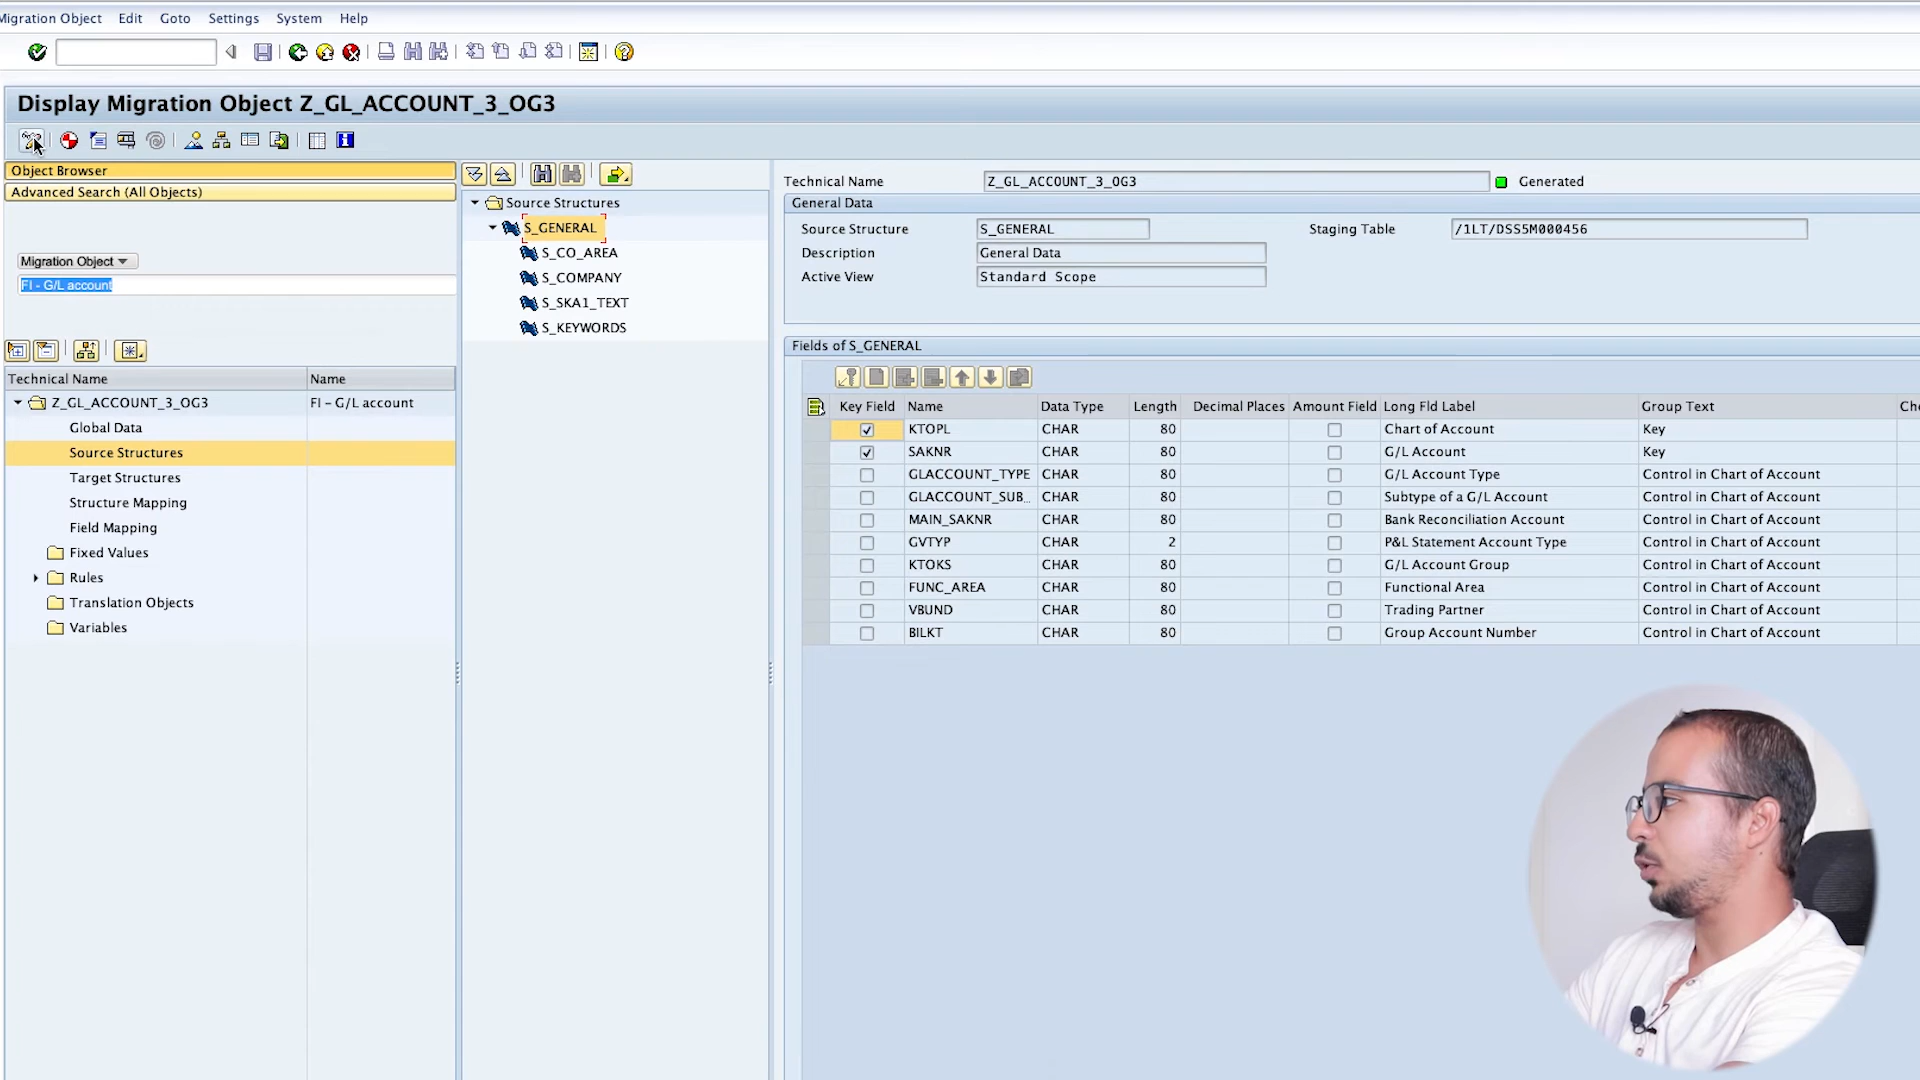 Migration Object Edit Goto Settings System Help
Display Migration Object Z_GL_ACCOUNT_3_OG3
Object Browser
Advanced Search (All Objects)
Migration Object
FI - G/L account
Technical Name Name
Z_GL_ACCOUNT_3_OG3 FI - G/L account
Global Data
Source Structures
Target Structures
Structure Mapping
Field Mapping
Fixed Values
Rules
Translation Objects
Variables
Source Structures
S_GENERAL
S_CO_AREA
S_COMPANY
S_SKA1_TEXT
S_KEYWORDS
Technical Name Z_GL_ACCOUNT_3_OG3 Generated
General Data
Source Structure S_GENERAL Staging Table /1LT/DSS5M000456
Description General Data
Active View Standard Scope
Fields of S_GENERAL
Key Field Name Data Type Length Decimal Places Amount Field Long Fld Label Group Text
KTOPL CHAR 80 Chart of Account Key
SAKNR CHAR 80 G/L Account Key
GLACCOUNT_TYPE CHAR 80 G/L Account Type Control in Chart of Account
GLACCOUNT_SUB... CHAR 80 Subtype of a G/L Account Control in Chart of Account
MAIN_SAKNR CHAR 80 Bank Reconciliation Account Control in Chart of Account
GVTYP CHAR 2 P&L Statement Account Type Control in Chart of Account
KTOKS CHAR 80 G/L Account Group Control in Chart of Account
FUNC_AREA CHAR 80 Functional Area Control in Chart of Account
VBUND CHAR 80 Trading Partner Control in Chart of Account
BILKT CHAR 80 Group Account Number Control in Chart of Account